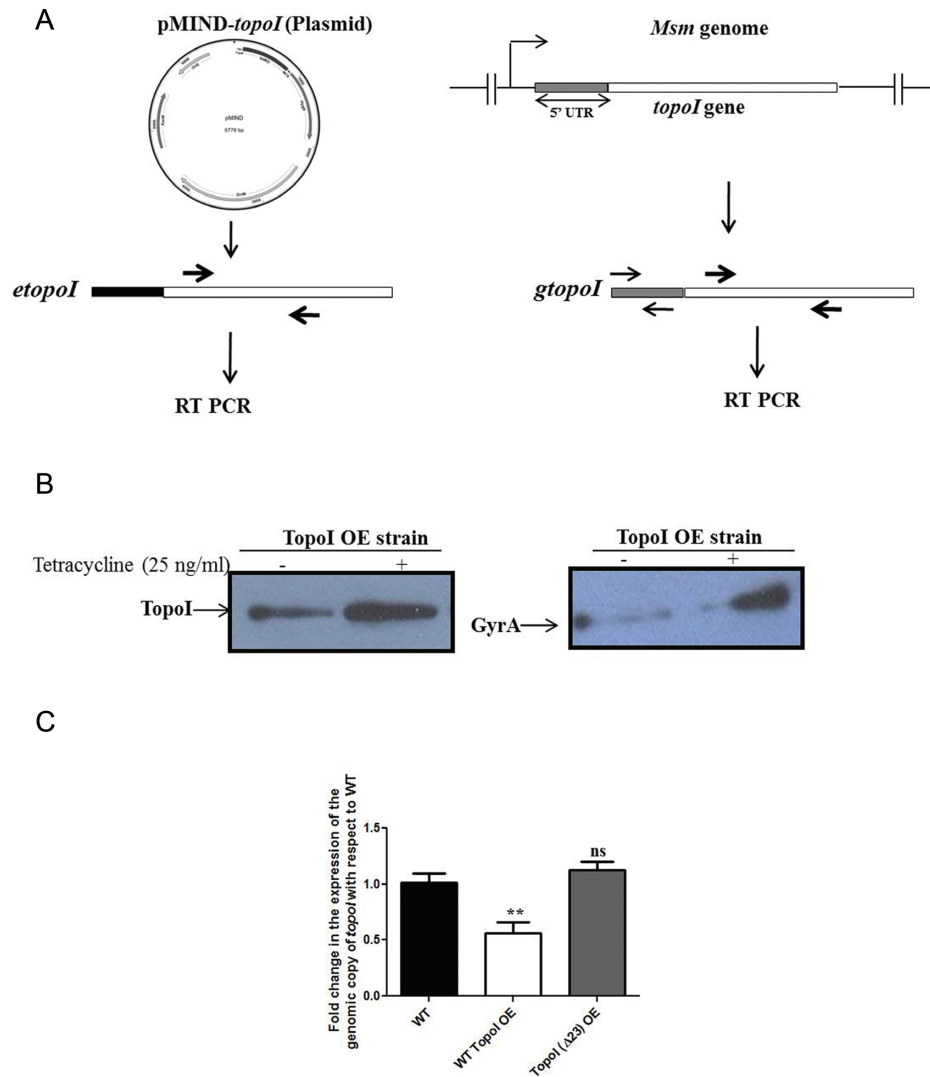 A
pMIND-topoI (Plasmid)
pMIND
6778 bp
OriM
Msm genome
5' UTR
topoI gene
etopoI
gtopoI
RT PCR
RT PCR
B
TopoI OE strain
Tetracycline (25 ng/ml)
- +
TopoI
TopoI OE strain
- +
GyrA
C
Fold change in the expression of the
genomic copy of topoI with respect to WT
1.5
1.0
0.5
0.0
**
ns
WT
WT TopoI OE
TopoI (Δ23) OE